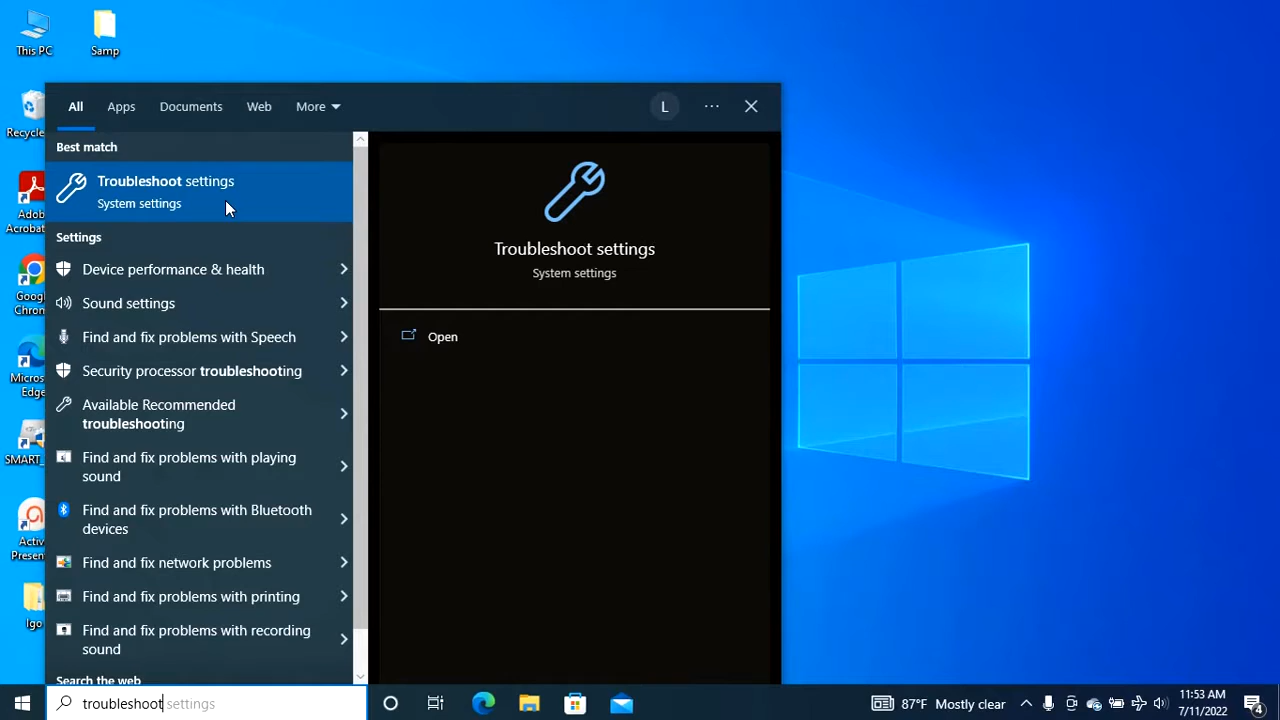 This PC
Samp
Recycle
Adobe
Acrobat
Google
Chrom
Micros
Edge
SMART_
Activ
Presen
Igo
All Apps Documents Web More L ...
Best match
Troubleshoot settings
System settings
Settings
Device performance & health
Sound settings
Find and fix problems with Speech
Security processor troubleshooting
Available Recommended
troubleshooting
Find and fix problems with playing
sound
Find and fix problems with Bluetooth
devices
Find and fix network problems
Find and fix problems with printing
Find and fix problems with recording
sound
Search the web
Troubleshoot settings
System settings
Open
troubleshoot settings
87°F Mostly clear
11:53 AM
7/11/2022
4